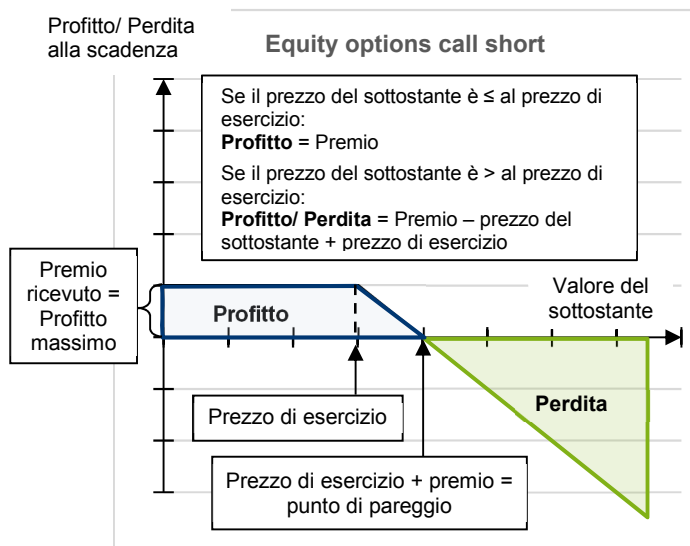 Profitto/ Perdita
alla scadenza
Equity options call short
Se il prezzo del sottostante è ≤ al prezzo di
esercizio:
Profitto = Premio
Se il prezzo del sottostante è > al prezzo di
esercizio:
Profitto/ Perdita = Premio – prezzo del
sottostante + prezzo di esercizio
Premio
ricevuto =
Profitto
massimo
Profitto
Valore del
sottostante
Prezzo di esercizio
Perdita
Prezzo di esercizio + premio =
punto di pareggio